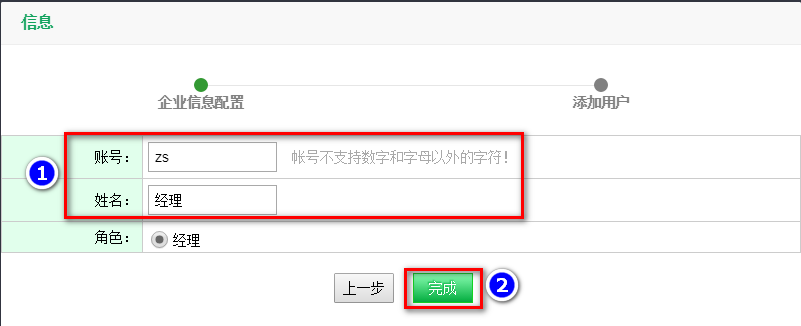 信息
企业信息配置 添加用户
账号： zs 帐号不支持数字和字母以外的字符！
1
姓名： 经理
角色： 经理
上一步 完成 2